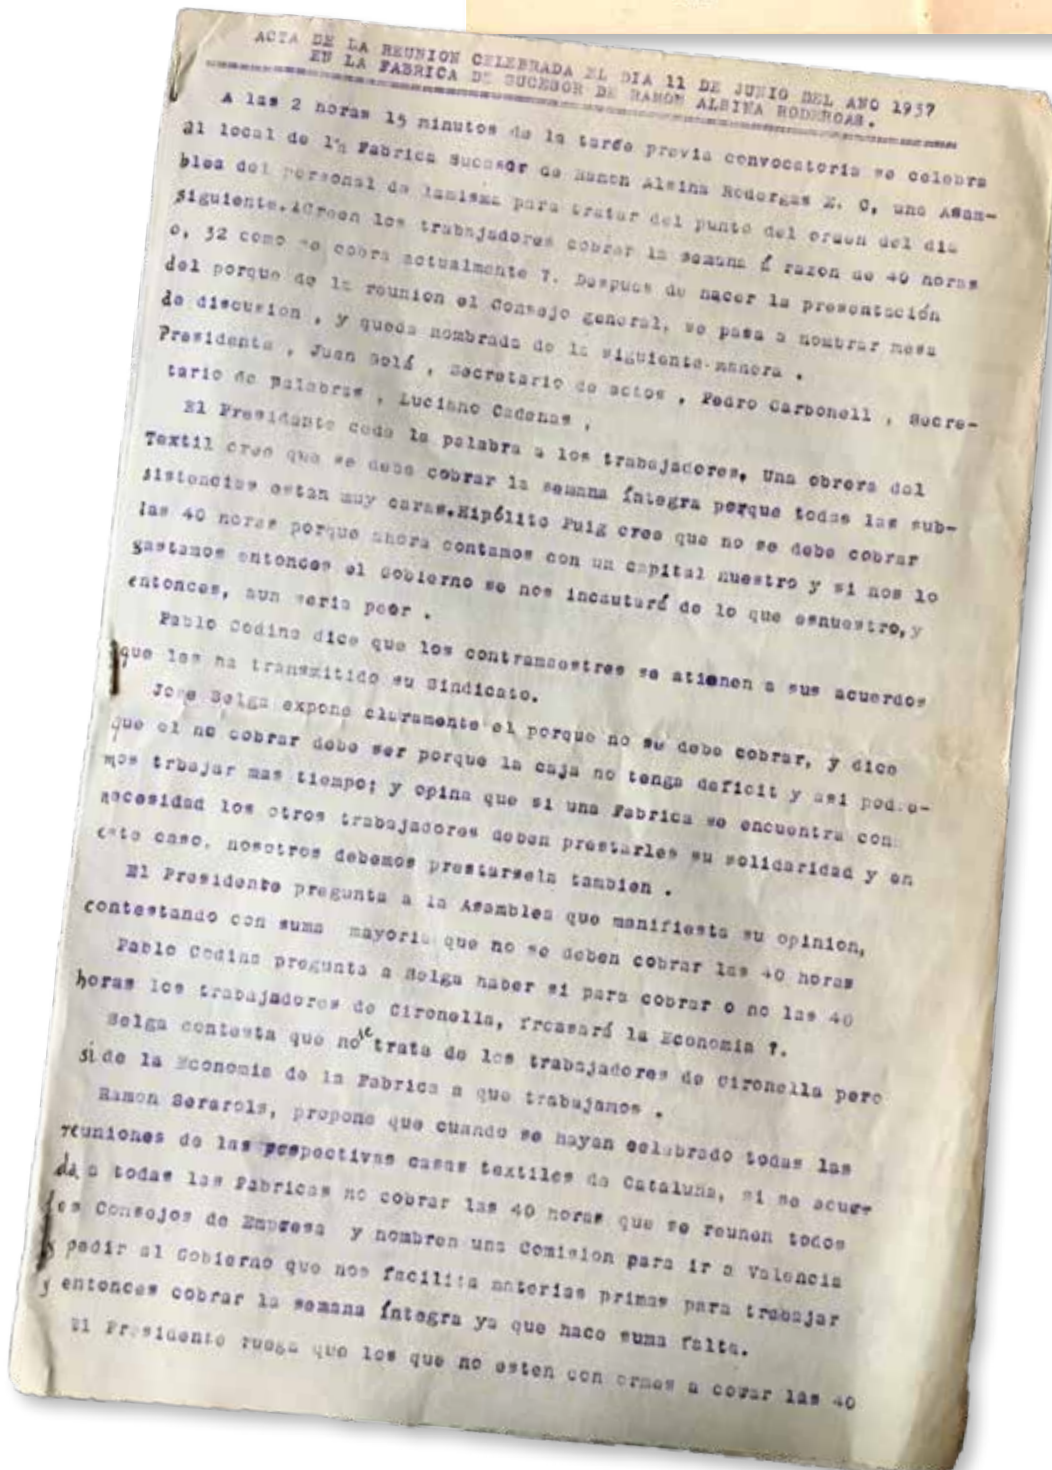 ACTA DE LA REUNION CELEBRADA EL DIA 11 DE JUNIO DEL AÑO 1937
EN LA FABRICA DE SUCESOR DE RAMON ALSINA RODERGAS.
A las 2 horas 15 minutos de la tarde previa convocatoria se celebra
al local de la Fabrica Sucesor de Ramon Alsina Rodergas E. C, una Asam-
blea del personal de lamisma para tratar del punto del orden del dia
siguiente.¿Creen los trabajadores cobrar la semana á razon de 40 horas
o, 32 como se cobra actualmente ?. Despues de hacer la presentación
del porque de la reunion el Consejo general, se pasa a nombrar mesa
de discusion , y queda nombrada de la siguiente manera .
Presidente , Juan Solá , Secretario de actos , Pedro Carbonell , Secre-
tario de palabras , Luciano Cadenas ,
El Presidente cede la palabra a los trabajadores. Una obrera del
Textil cree que se debe cobrar la semana íntegra porque todas las sub-
sistencias estan muy caras.Hipólito Puig cree que no se debe cobrar
las 40 horas porque ahora contamos con un capital nuestro y si nos lo
gastamos entonces el Gobierno se nos incautará de lo que esnuestro,y
entonces, aun seria peor .
Pablo Codina dice que los contramaestres se atienen a sus acuerdos
que les ha transmitido su Sindicato.
Jose Selga expone claramente el porque no se debe cobrar, y dice
que el no cobrar debe ser porque la caja no tenga deficit y asi podre-
mos trbajar mas tiempo; y opina que si una Fabrica se encuentra con
necesidad los otros trabajadores deben prestarles su solidaridad y en
este caso, nosotros debemos prestarsela tambien .
El Presidente pregunta a la Asamblea que manifiesta su opinion,
contestando con suma mayoria que no se deben cobrar las 40 horas
Pablo Codina pregunta a Selga haber si para cobrar o no las 40
horas los trabajadores de Gironella, frcasará la Economia ?.
Selga contesta que no se trata de los trabajadores de Gironella pero
si de la Economia de la Fabrica a que trabajamos .
Ramon Serarols, propone que cuando se hayan celebrado todas las
reuniones de las respectivas casas textiles de Cataluña, si se acuer
da a todas las Fabricas no cobrar las 40 horas que se reunen todos
los Consejos de Empresa y nombren una Comision para ir a Valencia
a pedir al Gobierno que nos facilita materias primas para trabajar
y entonces cobrar la semana íntegra ya que hace suma falta.
El Presidente ruega que los que no esten con ormes a covar las 40